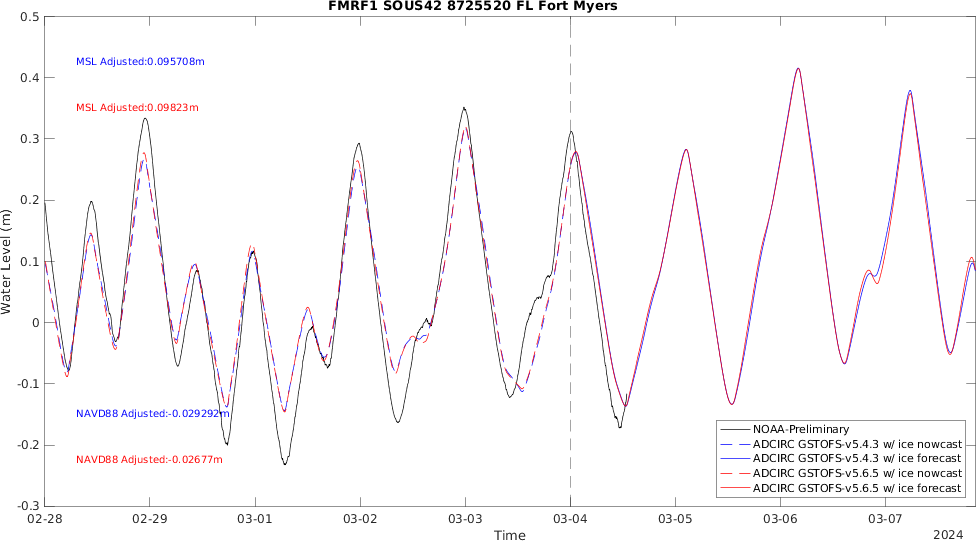 FMRF1 SOUS42 8725520 FL Fort Myers
0.5
0.4
0.3
0.2
0.1
0
-0.1
-0.2
-0.3
Water Level (m)
MSL Adjusted:0.095708m
MSL Adjusted:0.09823m
NAVD88 Adjusted:-0.029292m
NAVD88 Adjusted:-0.02677m
NOAA-Preliminary
ADCIRC GSTOFS-v5.4.3 w/ ice nowcast
ADCIRC GSTOFS-v5.4.3 w/ ice forecast
ADCIRC GSTOFS-v5.6.5 w/ ice nowcast
ADCIRC GSTOFS-v5.6.5 w/ ice forecast
02-28 02-29 03-01 03-02 03-03 03-04 03-05 03-06 03-07
Time
2024